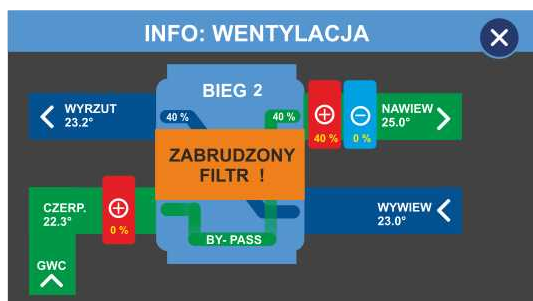 INFO: WENTYLACJA
BIEG 2
WYRZUT
23.2°
40 %
40 %
40 %
0 %
NAWIEW
25.0°
ZABRUDZONY
FILTR !
CZERP.
22.3°
0 %
WYWIEW
23.0°
BY- PASS
GWC